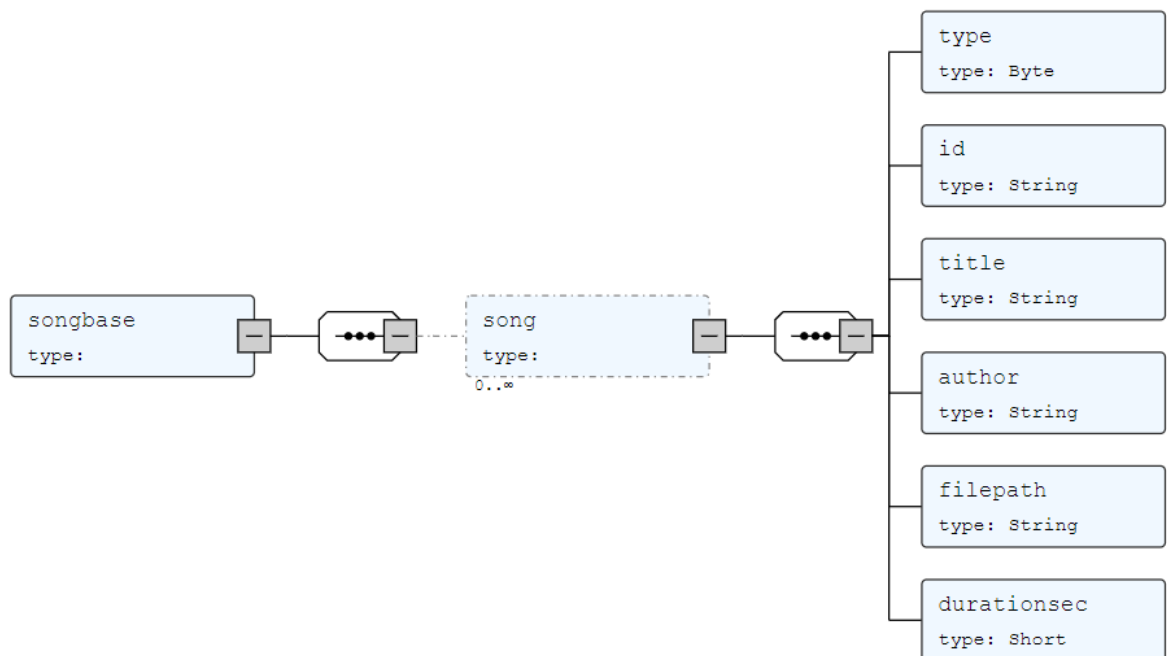 songbase
type:
song
type:
0..∞
type
type: Byte
id
type: String
title
type: String
author
type: String
filepath
type: String
durationsec
type: Short